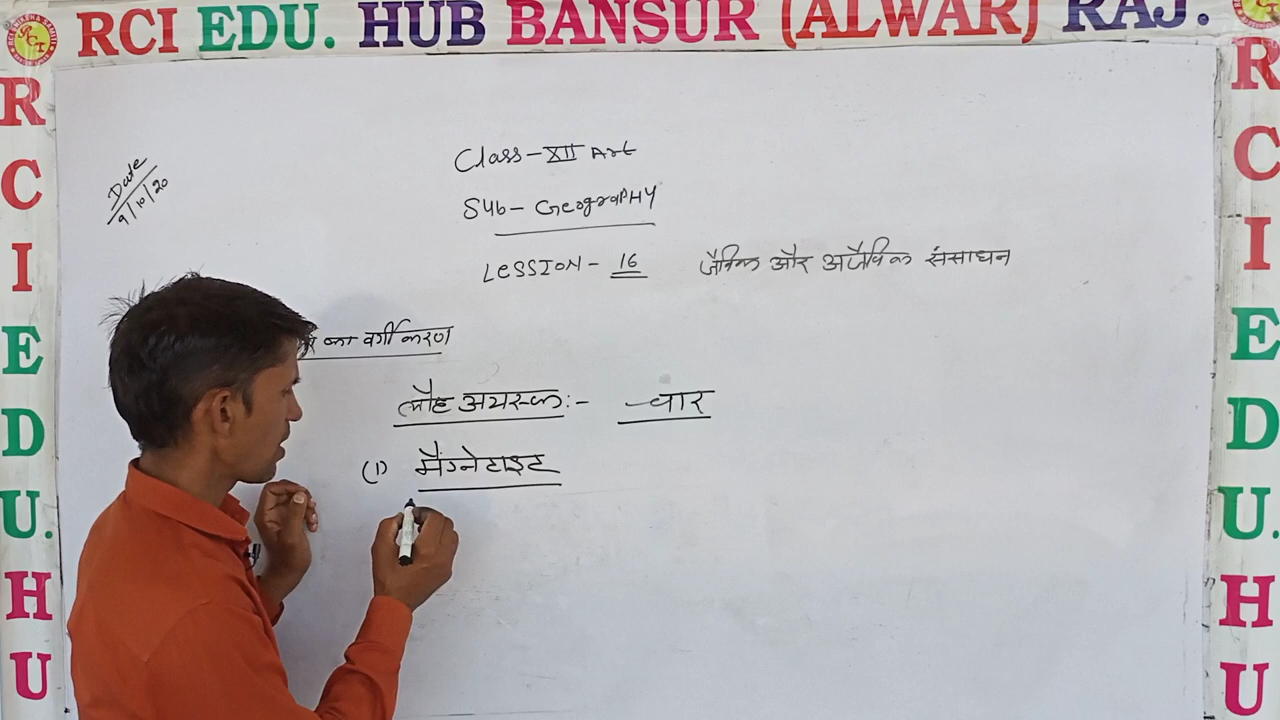 RCI EDU. HUB BANSUR (ALWAR) RAJ.
R
C
I
E
D
U.
H
U
Date
9/10/20
Class-XII Art
Sub- GeograPHY
LeSSION- 16 जैविक और अजैविक संसाधन
का वर्गीकरण
लौह अयस्क:- चार
(1) मैग्नेटाइट
R
C
I
E
D
U.
H
U